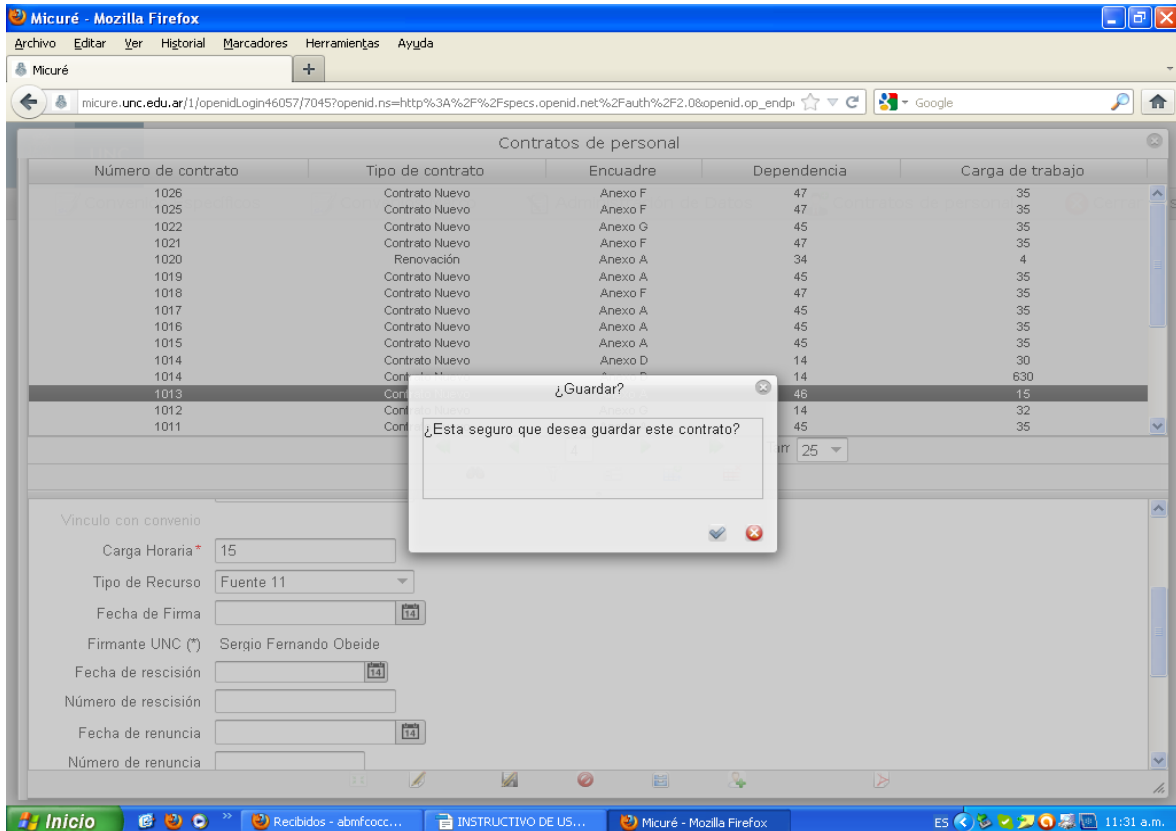 Micuré - Mozilla Firefox
Archivo Editar Ver Historial Marcadores Herramientas Ayuda
Micuré
micure.unc.edu.ar/1/openidLogin46057/7045?openid.ns=http%3A%2F%2Fspecs.openid.net%2Fauth%2F2.0&openid.op_endp Google
Contratos de personal
Número de contrato Tipo de contrato Encuadre Dependencia Carga de trabajo
1026 Contrato Nuevo Anexo F 47 35
1025 Contrato Nuevo Anexo F 47 35
1022 Contrato Nuevo Anexo G 45 35
1021 Contrato Nuevo Anexo F 47 35
1020 Renovación Anexo A 34 4
1019 Contrato Nuevo Anexo A 45 35
1018 Contrato Nuevo Anexo F 47 35
1017 Contrato Nuevo Anexo A 45 35
1016 Contrato Nuevo Anexo A 45 35
1015 Contrato Nuevo Anexo A 45 35
1014 Contrato Nuevo Anexo D 14 30
1014 14 630
1013 46 15
1012 14 32
1011 45 35
25
¿Guardar?
¿Esta seguro que desea guardar este contrato?
Vinculo con convenio
Carga Horaria* 15
Tipo de Recurso Fuente 11
Fecha de Firma 14
Firmante UNC (*) Sergio Fernando Obeide
Fecha de rescisión 14
Número de rescisión
Fecha de renuncia 14
Número de renuncia
Inicio Recibidos - abmfcocc... INSTRUCTIVO DE US... Micuré - Mozilla Firefox ES 11:31 a.m.